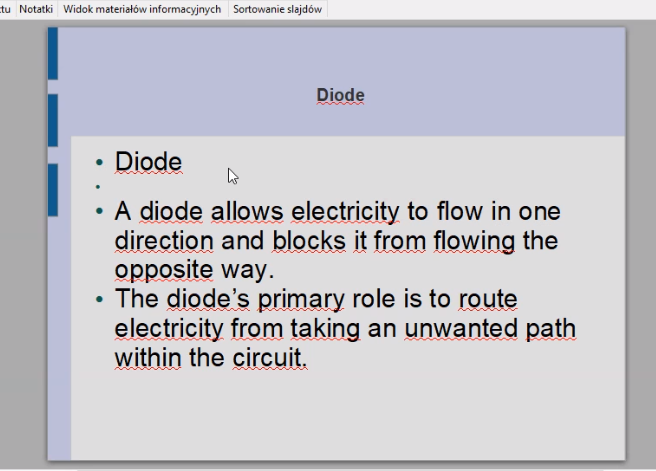 tu Notatki Widok materiałów informacyjnych Sortowanie slajdów
Diode
Diode
A diode allows electricity to flow in one
direction and blocks it from flowing the
opposite way.
The diode’s primary role is to route
electricity from taking an unwanted path
within the circuit.